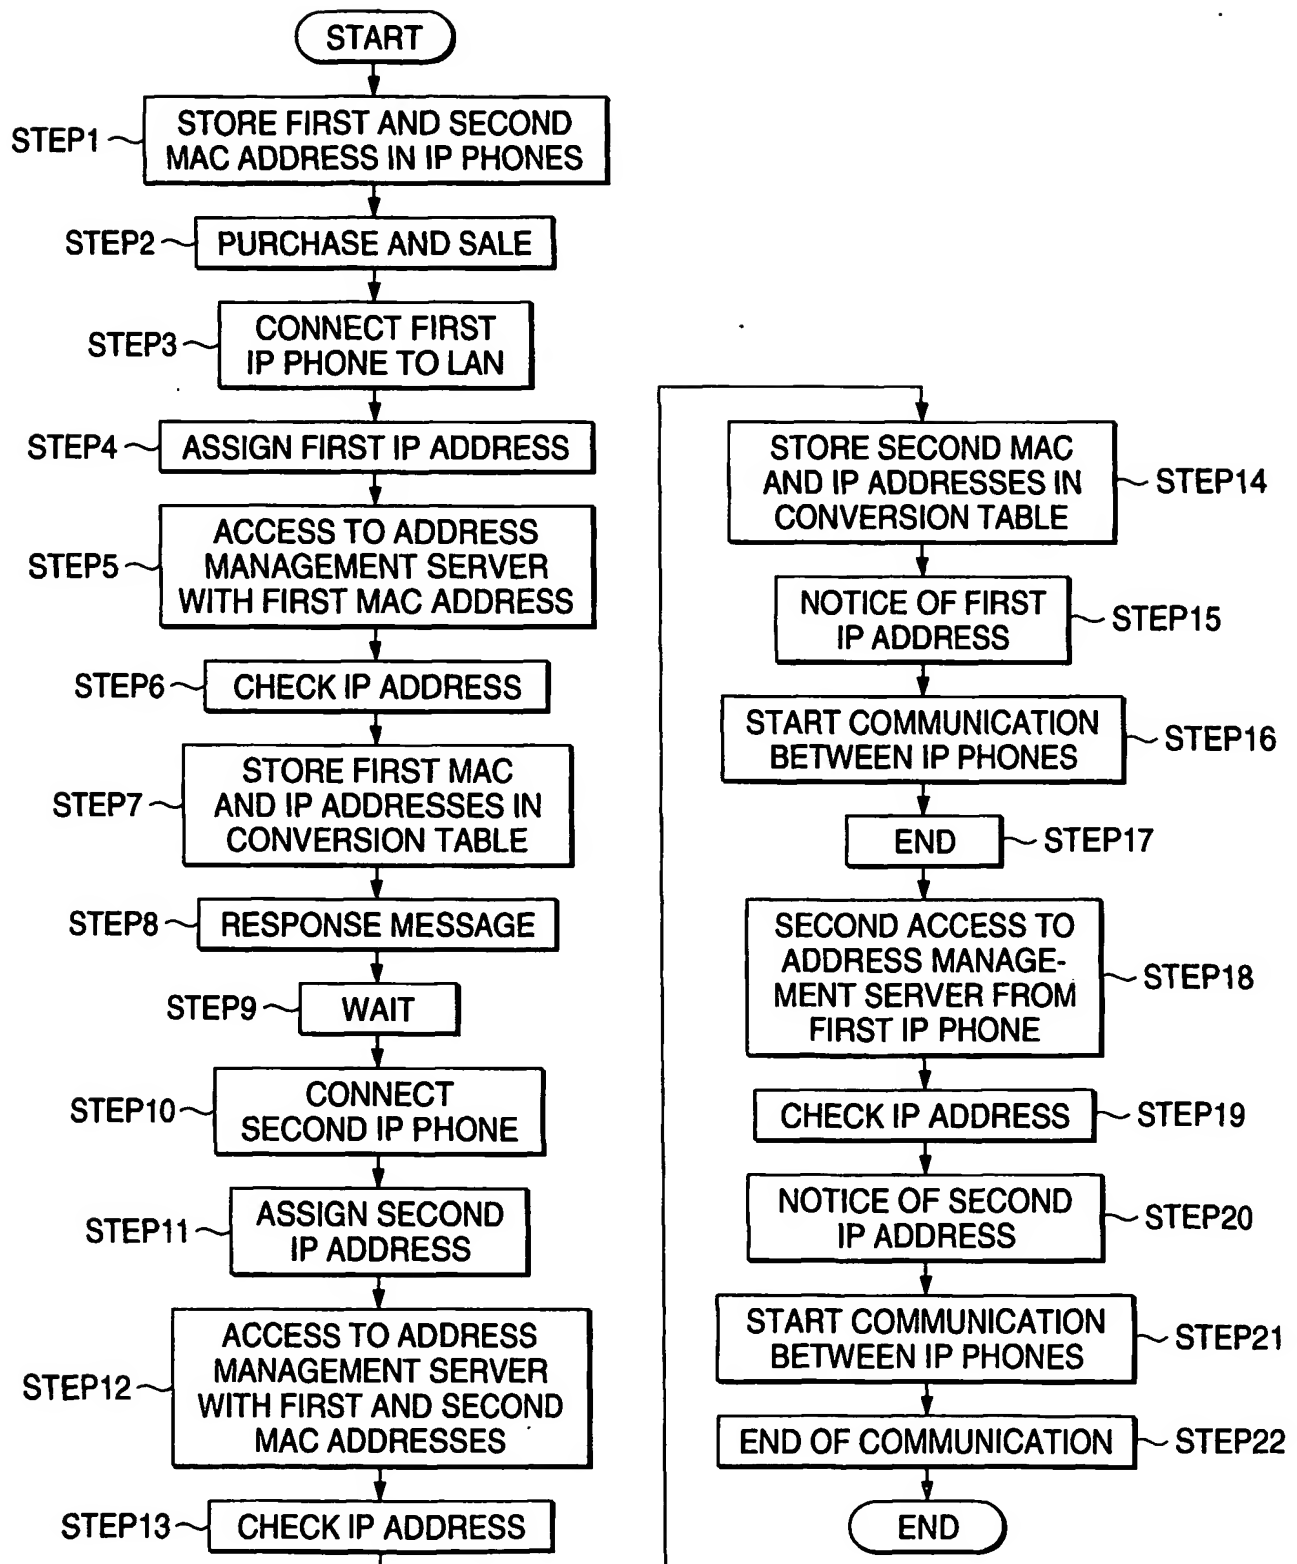 START
STEP1
STORE FIRST AND SECOND
MAC ADDRESS IN IP PHONES
STEP2
PURCHASE AND SALE
STEP3
CONNECT FIRST
IP PHONE TO LAN
STEP4
ASSIGN FIRST IP ADDRESS
STEP5
ACCESS TO ADDRESS
MANAGEMENT SERVER
WITH FIRST MAC ADDRESS
STEP6
CHECK IP ADDRESS
STEP7
STORE FIRST MAC
AND IP ADDRESSES IN
CONVERSION TABLE
STEP8
RESPONSE MESSAGE
STEP9
WAIT
STEP10
CONNECT
SECOND IP PHONE
STEP11
ASSIGN SECOND
IP ADDRESS
STEP12
ACCESS TO ADDRESS
MANAGEMENT SERVER
WITH FIRST AND SECOND
MAC ADDRESSES
STEP13
CHECK IP ADDRESS
STORE SECOND MAC
AND IP ADDRESSES IN
CONVERSION TABLE
STEP14
NOTICE OF FIRST
IP ADDRESS
STEP15
START COMMUNICATION
BETWEEN IP PHONES
STEP16
END
STEP17
SECOND ACCESS TO
ADDRESS MANAGE-
MENT SERVER FROM
FIRST IP PHONE
STEP18
CHECK IP ADDRESS
STEP19
NOTICE OF SECOND
IP ADDRESS
STEP20
START COMMUNICATION
BETWEEN IP PHONES
STEP21
END OF COMMUNICATION
STEP22
END